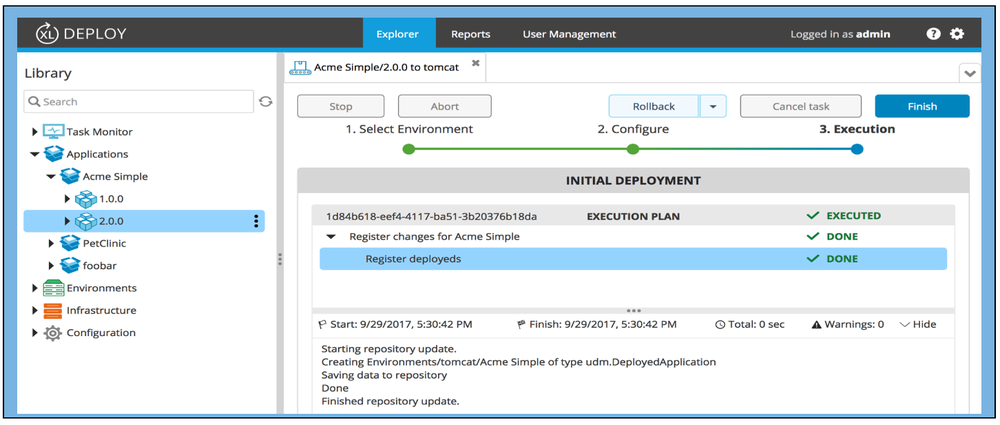 XL DEPLOY
Explorer
Reports
User Management
Logged in as admin
?
Library
Search
Task Monitor
Applications
Acme Simple
1.0.0
2.0.0
PetClinic
foobar
Environments
Infrastructure
Configuration
Acme Simple/2.0.0 to tomcat
Stop
Abort
Rollback
Cancel task
Finish
1. Select Environment
2. Configure
3. Execution
INITIAL DEPLOYMENT
1d84b618-eef4-4117-ba51-3b20376b18da EXECUTION PLAN EXECUTED
Register changes for Acme Simple DONE
Register deployeds DONE
Start: 9/29/2017, 5:30:42 PM Finish: 9/29/2017, 5:30:42 PM Total: 0 sec Warnings: 0 Hide
Starting repository update.
Creating Environments/tomcat/Acme Simple of type udm.DeployedApplication
Saving data to repository
Done
Finished repository update.